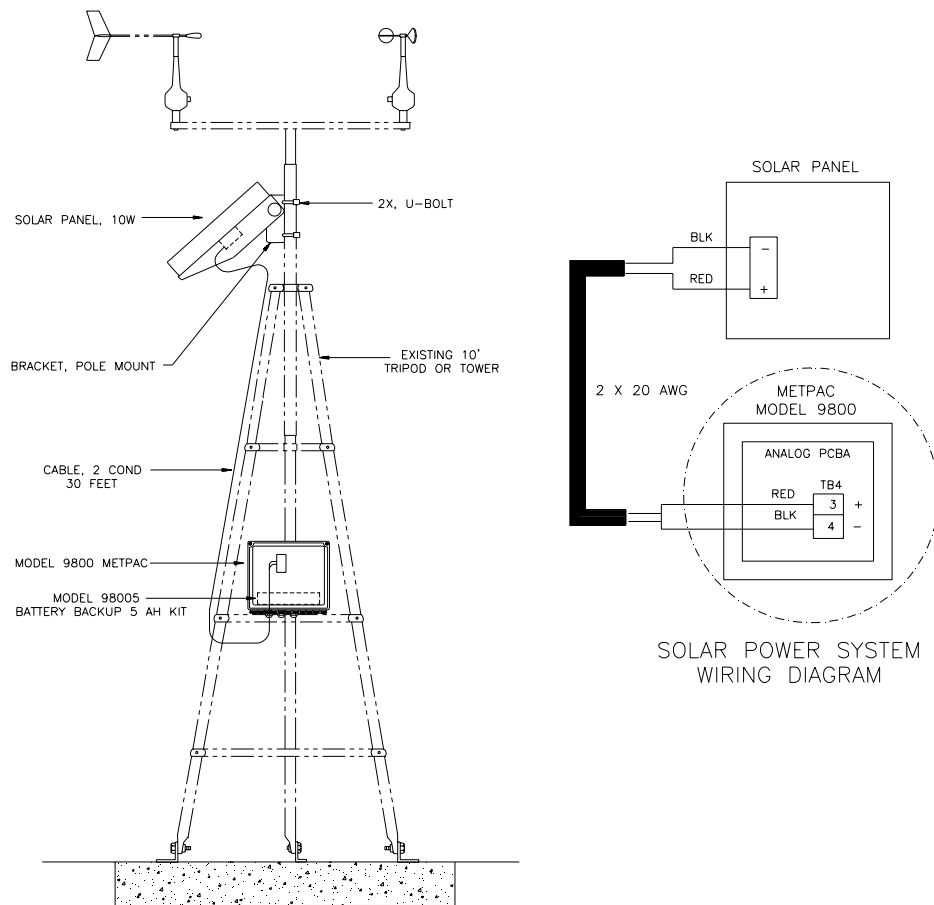 SOLAR PANEL, 10W
2X, U-BOLT
BRACKET, POLE MOUNT
EXISTING 10'
TRIPOD OR TOWER
CABLE, 2 COND
30 FEET
MODEL 9800 METPAC
MODEL 98005
BATTERY BACKUP 5 AH KIT
SOLAR PANEL
BLK
-
RED
+
2 X 20 AWG
METPAC
MODEL 9800
ANALOG PCBA
TB4
RED
3
+
BLK
4
-
SOLAR POWER SYSTEM
WIRING DIAGRAM